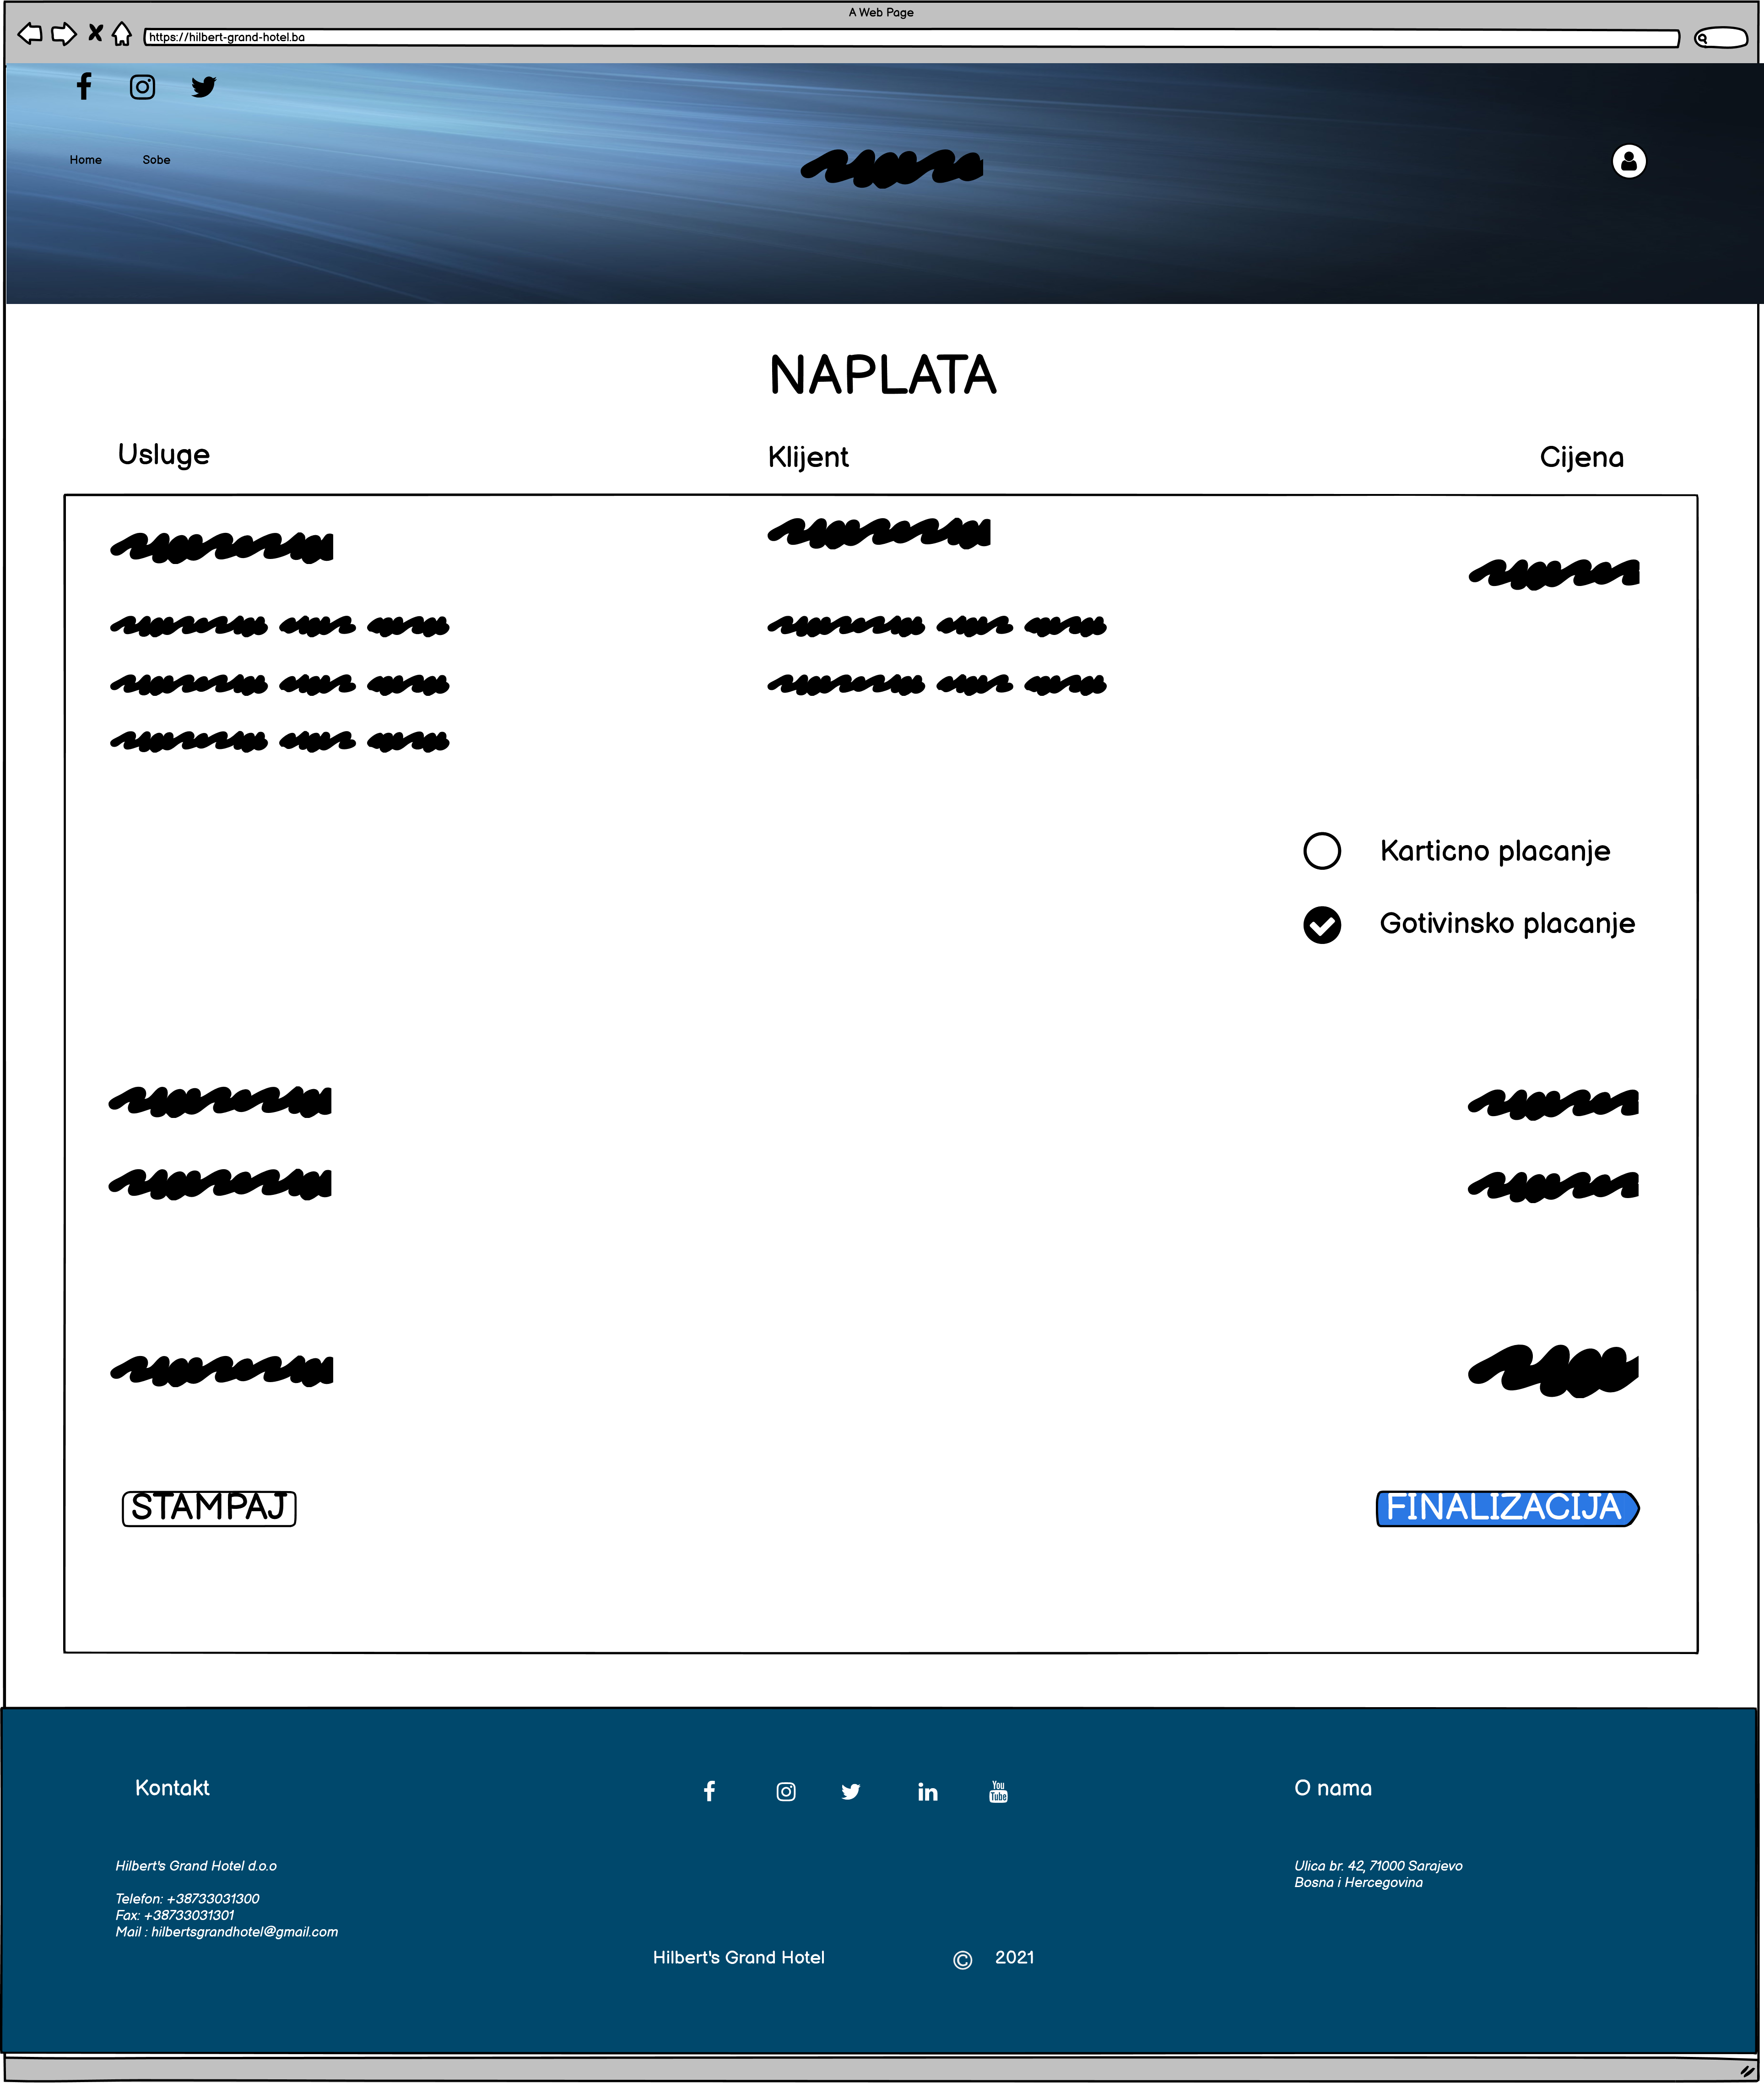 A Web Page
https://hilbert-grand-hotel.ba
Home Sobe
NAPLATA
Usluge Klijent Cijena
Karticno placanje
Gotivinsko placanje
STAMPAJ FINALIZACIJA
Kontakt You Tube O nama
Hilbert's Grand Hotel d.o.o
Ulica br. 42, 71000 Sarajevo
Bosna i Hercegovina
Telefon: +38733031300
Fax: +38733031301
Mail : hilbertsgrandhotel@gmail.com
Hilbert's Grand Hotel © 2021